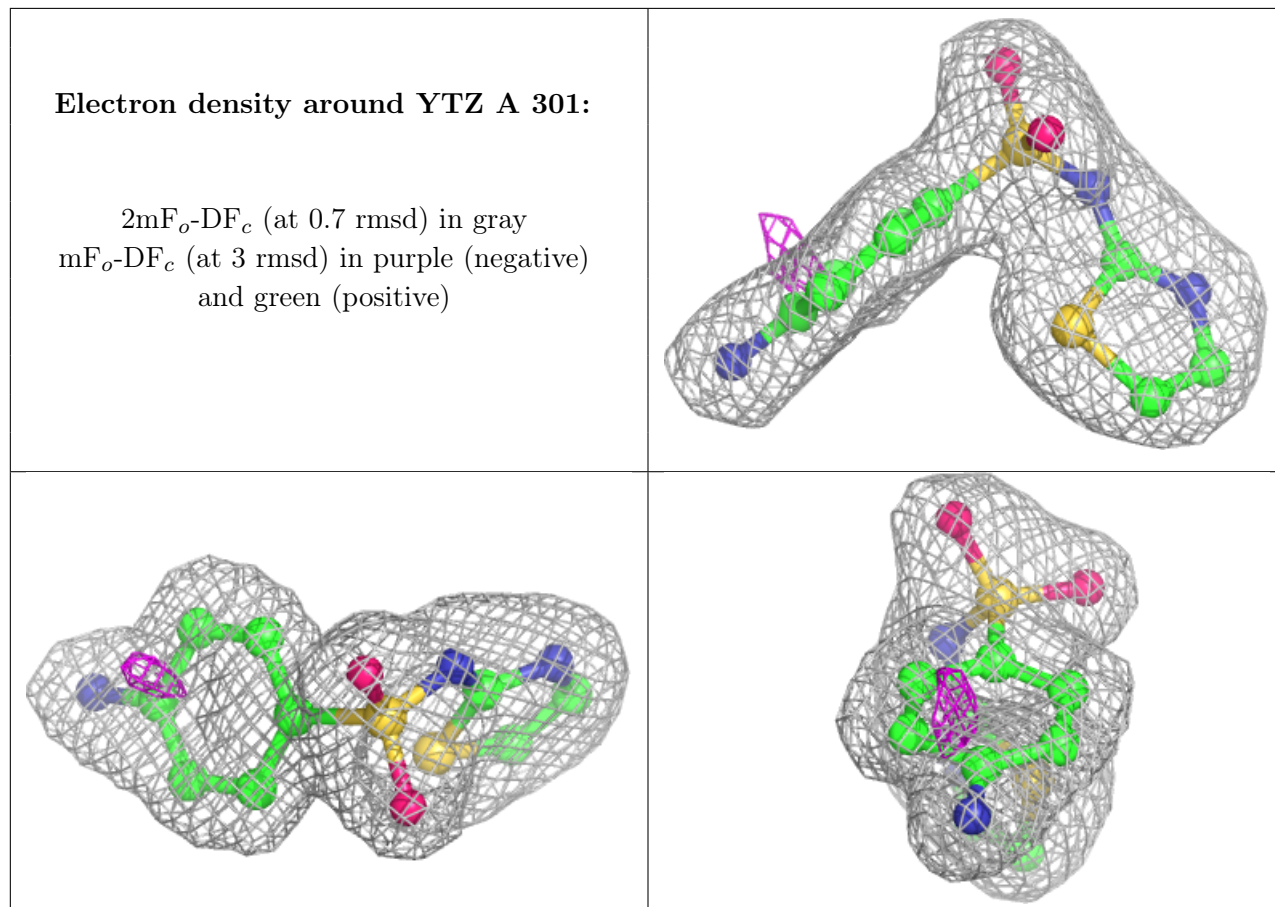 Electron density around YTZ A 301:
2mFₒ-DF𝒸 (at 0.7 rmsd) in gray
mFₒ-DF𝒸 (at 3 rmsd) in purple (negative)
and green (positive)